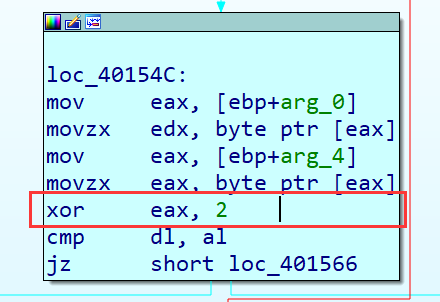 loc_40154C:
mov eax, [ebp+arg_0]
movzx edx, byte ptr [eax]
mov eax, [ebp+arg_4]
movzx eax, byte ptr [eax]
xor eax, 2
cmp dl, al
jz short loc_401566